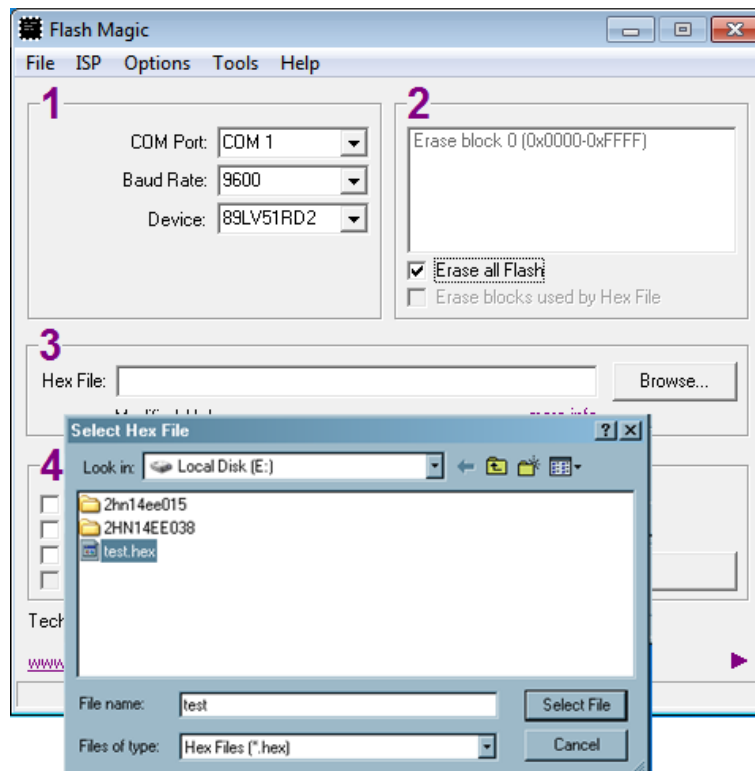 Flash Magic
File ISP Options Tools Help
1
COM Port: COM 1
Baud Rate: 9600
Device: 89LV51RD2
2
Erase block 0 (0x0000-0xFFFF)
Erase all Flash
Erase blocks used by Hex File
3
Hex File:
Browse...
more info
Select Hex File
Look in: Local Disk (E:)
2hn14ee015
2HN14EE038
test.hex
File name: test
Select File
Files of type: Hex Files (*.hex)
Cancel
4
Tech
www